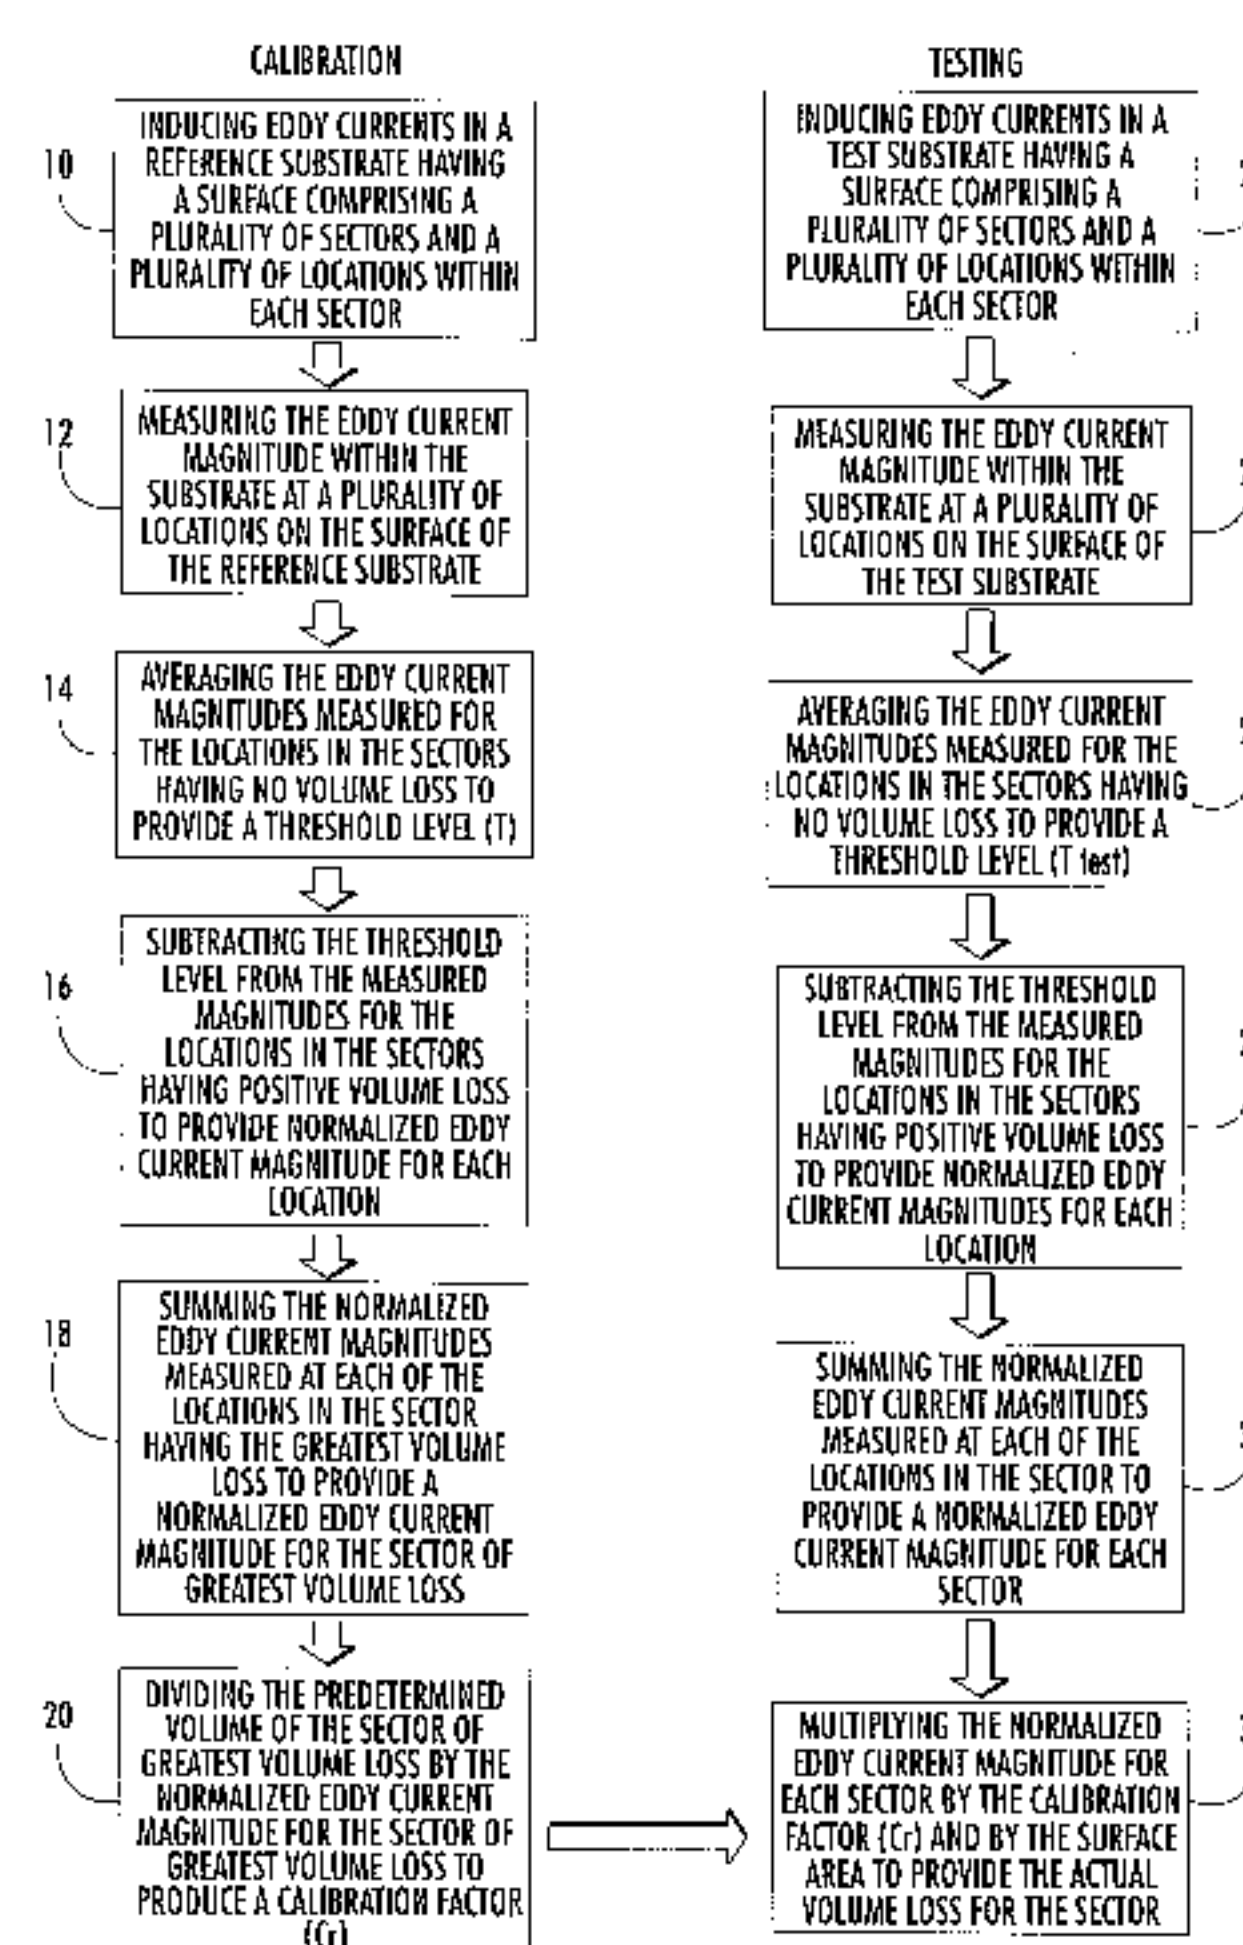 CALIBRATION
10
INDUCING EDDY CURRENTS IN A
REFERENCE SUBSTRATE HAVING
A SURFACE COMPRISING A
PLURALITY OF SECTORS AND A
PLURALITY OF LOCATIONS WITHIN
EACH SECTOR
12
MEASURING THE EDDY CURRENT
MAGNITUDE WITHIN THE
SUBSTRATE AT A PLURALITY OF
LOCATIONS ON THE SURFACE OF
THE REFERENCE SUBSTRATE
14
AVERAGING THE EDDY CURRENT
MAGNITUDES MEASURED FOR
THE LOCATIONS IN THE SECTORS
HAVING NO VOLUME LOSS TO
PROVIDE A THRESHOLD LEVEL (T)
16
SUBTRACTING THE THRESHOLD
LEVEL FROM THE MEASURED
MAGNITUDES FOR THE
LOCATIONS IN THE SECTORS
HAVING POSITIVE VOLUME LOSS
TO PROVIDE NORMALIZED EDDY
CURRENT MAGNITUDE FOR EACH
LOCATION
18
SUMMING THE NORMALIZED
EDDY CURRENT MAGNITUDES
MEASURED AT EACH OF THE
LOCATIONS IN THE SECTOR
HAVING THE GREATEST VOLUME
LOSS TO PROVIDE A
NORMALIZED EDDY CURRENT
MAGNITUDE FOR THE SECTOR OF
GREATEST VOLUME LOSS
20
DIVIDING THE PREDETERMINED
VOLUME OF THE SECTOR OF
GREATEST VOLUME LOSS BY THE
NORMALIZED EDDY CURRENT
MAGNITUDE FOR THE SECTOR OF
GREATEST VOLUME LOSS TO
PRODUCE A CALIBRATION FACTOR
(Cr)
TESTING
INDUCING EDDY CURRENTS IN A
TEST SUBSTRATE HAVING A
SURFACE COMPRISING A
PLURALITY OF SECTORS AND A
PLURALITY OF LOCATIONS WITHIN
EACH SECTOR
MEASURING THE EDDY CURRENT
MAGNITUDE WITHIN THE
SUBSTRATE AT A PLURALITY OF
LOCATIONS ON THE SURFACE OF
THE TEST SUBSTRATE
AVERAGING THE EDDY CURRENT
MAGNITUDES MEASURED FOR THE
LOCATIONS IN THE SECTORS HAVING
NO VOLUME LOSS TO PROVIDE A
THRESHOLD LEVEL (T test)
SUBTRACTING THE THRESHOLD
LEVEL FROM THE MEASURED
MAGNITUDES FOR THE
LOCATIONS IN THE SECTORS
HAVING POSITIVE VOLUME LOSS
TO PROVIDE NORMALIZED EDDY
CURRENT MAGNITUDES FOR EACH
LOCATION
SUMMING THE NORMALIZED
EDDY CURRENT MAGNITUDES
MEASURED AT EACH OF THE
LOCATIONS IN THE SECTOR TO
PROVIDE A NORMALIZED EDDY
CURRENT MAGNITUDE FOR EACH
SECTOR
MULTIPLYING THE NORMALIZED
EDDY CURRENT MAGNITUDE FOR
EACH SECTOR BY THE CALIBRATION
FACTOR (Cr) AND BY THE SURFACE
AREA TO PROVIDE THE ACTUAL
VOLUME LOSS FOR THE SECTOR